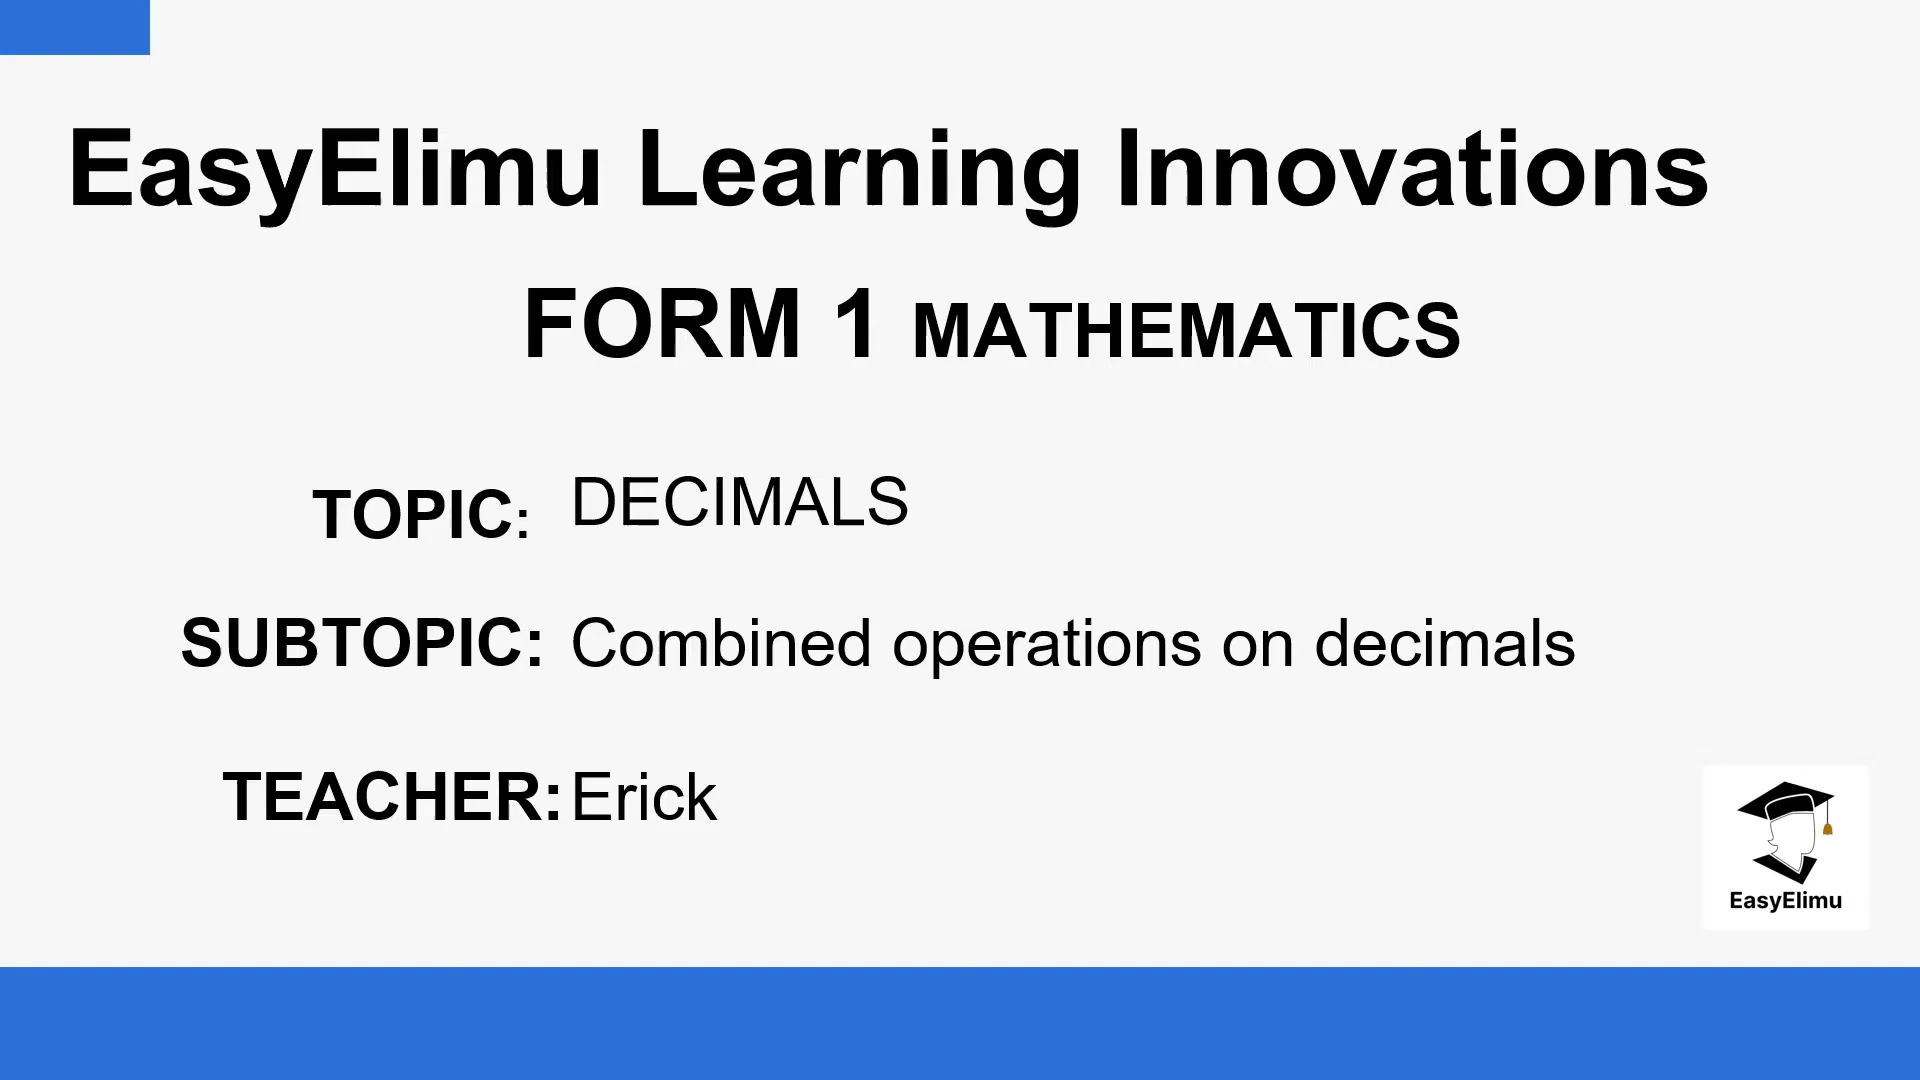 EasyElimu Learning Innovations
FORM 1 MATHEMATICS
TOPIC: DECIMALS
SUBTOPIC: Combined operations on decimals
TEACHER: Erick
EasyElimu